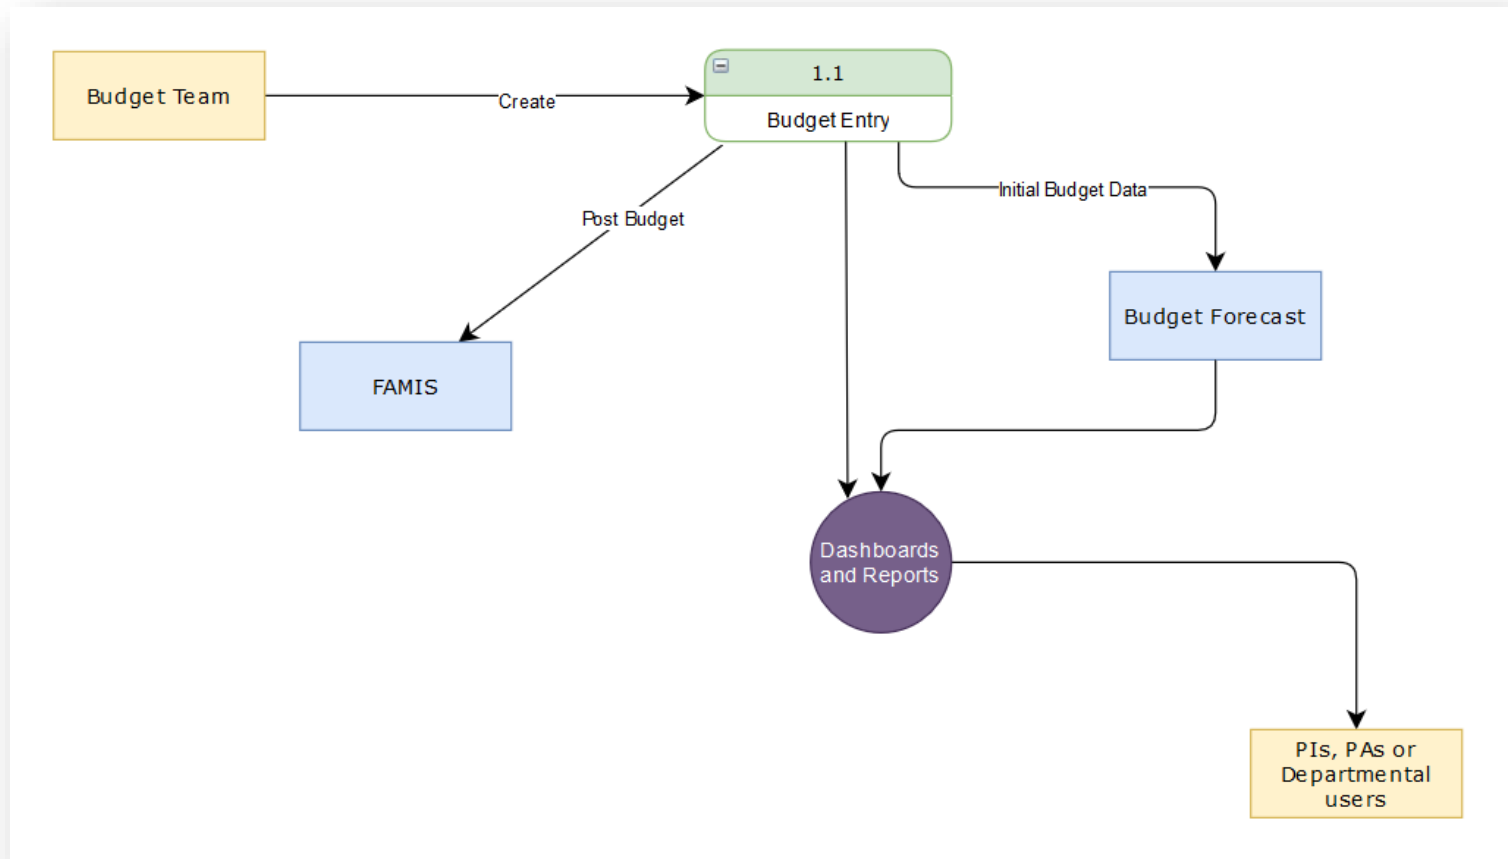 Budget Team
Create
1.1
Budget Entry
Post Budget
Initial Budget Data
Budget Forecast
FAMIS
Dashboards
and Reports
PIs, PAs or
Departmental
users